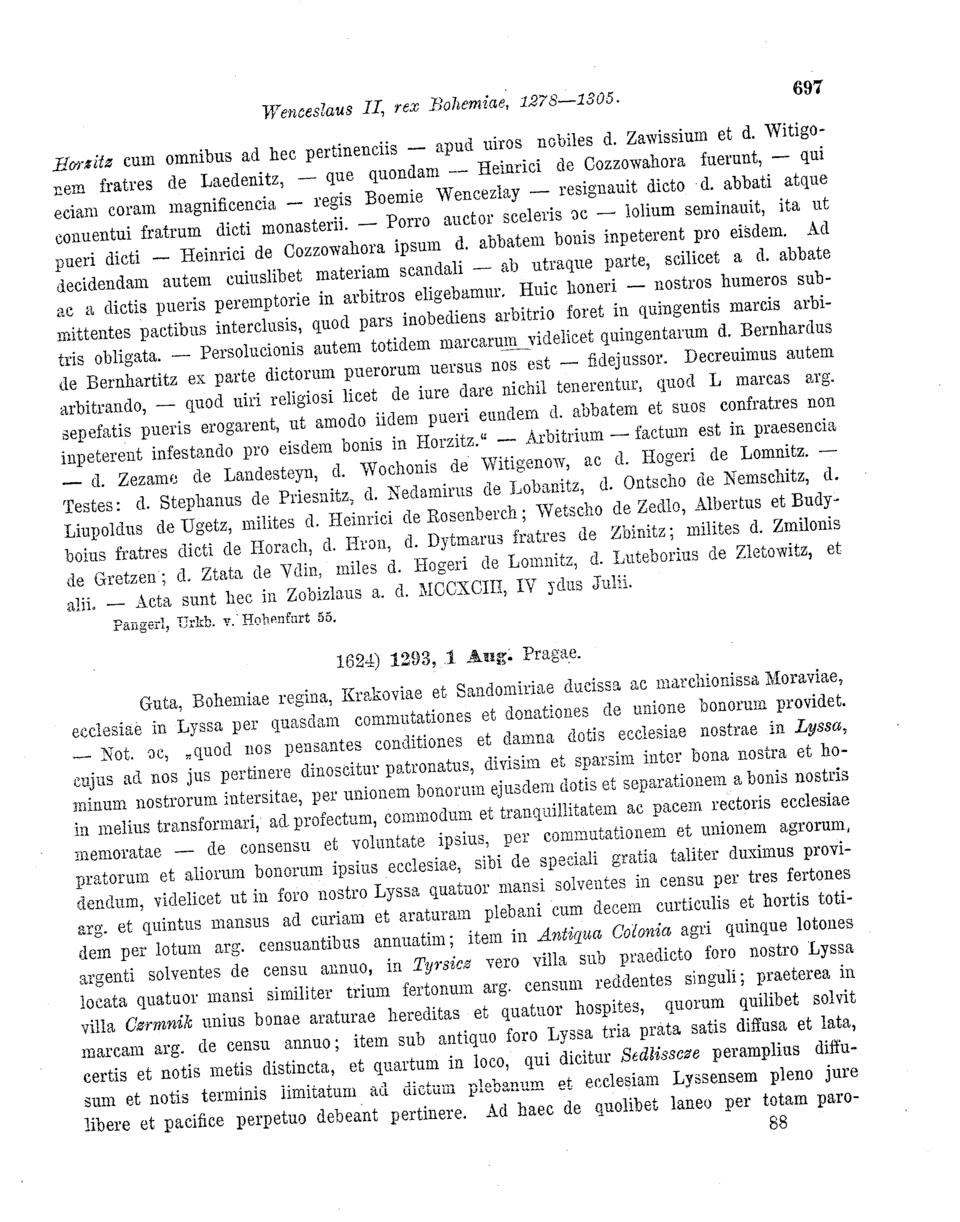 697
Wenceslaus II, rex Bohemiae, 1278—1305.
Horzitz cum omnibus ad hec pertinenciis — apud uiros nobiles d. Zawissium et d. Witigo-
nem fratres de Laedenitz, — que quondam — Heinrici de Cozzowahora fuerunt, — qui
eciam coram magnificencia — regis Boemie Wencezlay — resignauit dicto d. abbati atque
conuentui fratrum dicti monasterii. — Porro auctor sceleris ɔc — lolium seminauit, ita ut
pueri dicti — Heinrici de Cozzowahora ipsum d. abbatem bonis inpeterent pro eisdem. Ad
decidendam autem cuiuslibet materiam scandali — ab utraque parte, scilicet a d. abbate
ac a dictis pueris peremptorie in arbitros eligebamur. Huic honeri — nostros humeros sub-
mittentes pactibus interclusis, quod pars inobediens arbitrio foret in quingentis marcis arbi-
tris obligata. — Persolucionis autem totidem marcarum videlicet quingentarum d. Bernhardus
de Bernhartitz ex parte dictorum puerorum uersus nos est — fidejussor. Decreuimus autem
arbitrando, — quod uiri religiosi licet de iure dare nichil tenerentur, quod L marcas arg.
sepefatis pueris erogarent, ut amodo iidem pueri eundem d. abbatem et suos confratres non
inpeterent infestando pro eisdem bonis in Horzitz.“ — Arbitrium — factum est in praesencia
— d. Zezame de Landesteyn, d. Wochonis de Witigenow, ac d. Hogeri de Lomnitz. —
Testes: d. Stephanus de Priesnitz, d. Nedamirus de Lobanitz, d. Ontscho de Nemschitz, d.
Liupoldus de Ugetz, milites d. Heinrici de Rosenberch; Wetscho de Zedlo, Albertus et Budy-
boius fratres dicti de Horach, d. Hron, d. Dytmarus fratres de Zbinitz; milites d. Zmilonis
de Gretzen; d. Ztata de Vdin, miles d. Hogeri de Lomnitz, d. Luteborius de Zletowitz, et
alii. — Acta sunt hec in Zobizlaus a. d. MCCXCIII, IV ydus Julii.
Pangerl, Urkb. v. Hohenfurt 55.
1624) 1293, 1 Aug. Pragae.
Guta, Bohemiae regina, Krakoviae et Sandomiriae ducissa ac marchionissa Moraviae,
ecclesiae in Lyssa per quasdam commutationes et donationes de unione bonorum providet.
— Not. ɔc, „quod nos pensantes conditiones et damna dotis ecclesiae nostrae in Lyssa,
cujus ad nos jus pertinere dinoscitur patronatus, divisim et sparsim inter bona nostra et ho-
minum nostrorum intersitae, per unionem bonorum ejusdem dotis et separationem a bonis nostris
in melius transformari, ad profectum, commodum et tranquillitatem ac pacem rectoris ecclesiae
memoratae — de consensu et voluntate ipsius, per commutationem et unionem agrorum,
pratorum et aliorum bonorum ipsius ecclesiae, sibi de speciali gratia taliter duximus provi-
dendum, videlicet ut in foro nostro Lyssa quatuor mansi solventes in censu per tres fertones
arg. et quintus mansus ad curiam et araturam plebani cum decem curticulis et hortis toti-
dem per lotum arg. censuantibus annuatim; item in Antiqua Colonia agri quinque lotones
argenti solventes de censu annuo, in Tyrsicz vero villa sub praedicto foro nostro Lyssa
locata quatuor mansi similiter trium fertonum arg. censum reddentes singuli; praeterea in
villa Czrmnik unius bonae araturae hereditas et quatuor hospites, quorum quilibet solvit
marcam arg. de censu annuo; item sub antiquo foro Lyssa tria prata satis diffusa et lata,
certis et notis metis distincta, et quartum in loco, qui dicitur Sedlisscze peramplius diffu-
sum et notis terminis limitatum ad dictum plebanum et ecclesiam Lyssensem pleno jure
libere et pacifice perpetuo debeant pertinere. Ad haec de quolibet laneo per totam paro-
88